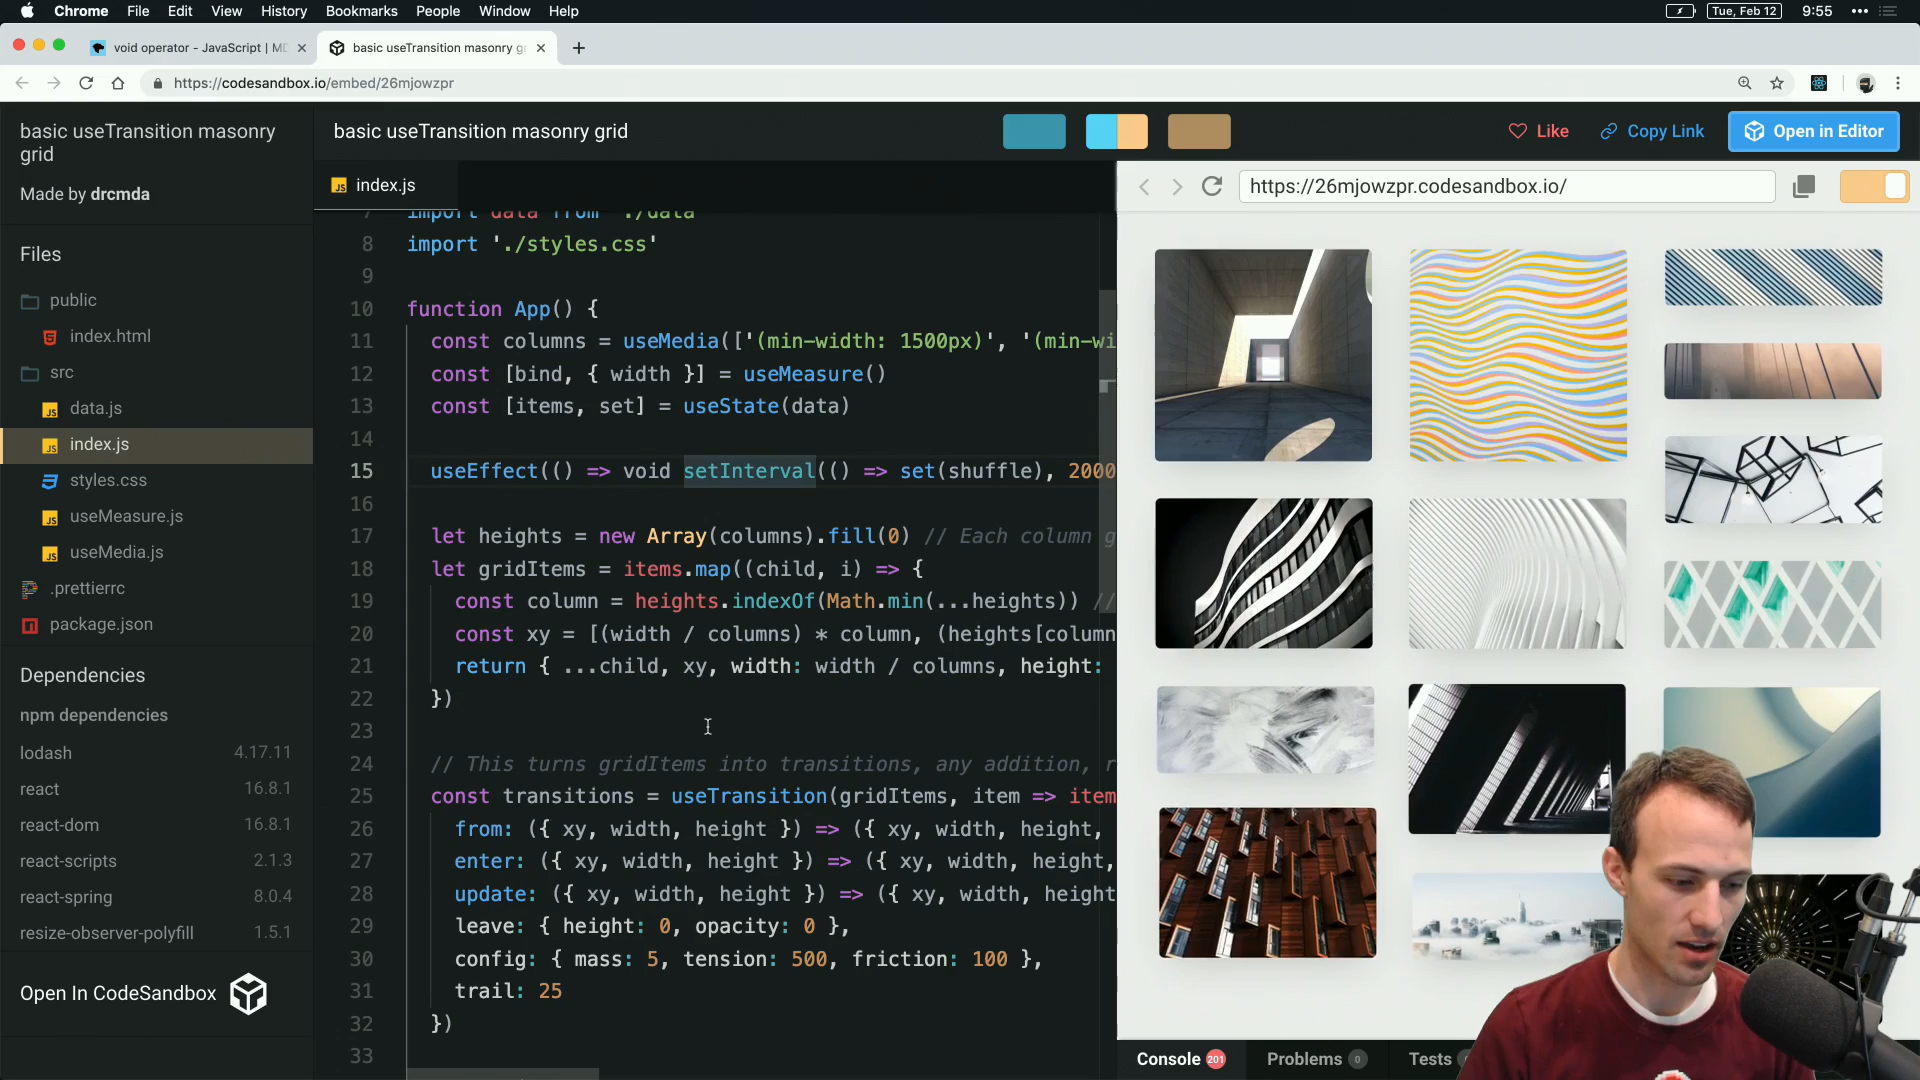 Chrome File Edit View History Bookmarks People Window Help
Tue, Feb 12 9:55
void operator - JavaScript | MD
basic useTransition masonry g
https://codesandbox.io/embed/26mjowzpr
basic useTransition masonry grid
Made by drcmda
Files
public
index.html
src
data.js
index.js
styles.css
useMeasure.js
useMedia.js
.prettierrc
package.json
Dependencies
npm dependencies
lodash 4.17.11
react 16.8.1
react-dom 16.8.1
react-scripts 2.1.3
react-spring 8.0.4
resize-observer-polyfill 1.5.1
Open In CodeSandbox
basic useTransition masonry grid
Like
Copy Link
Open in Editor
index.js
7 import data from './data'
8 import './styles.css'
9
10 function App() {
11 const columns = useMedia(['(min-width: 1500px)', '(min-wi
12 const [bind, { width }] = useMeasure()
13 const [items, set] = useState(data)
14
15 useEffect(() => void setInterval(() => set(shuffle), 2000
16
17 let heights = new Array(columns).fill(0) // Each column g
18 let gridItems = items.map((child, i) => {
19 const column = heights.indexOf(Math.min(...heights)) //
20 const xy = [(width / columns) * column, (heights[column
21 return { ...child, xy, width: width / columns, height:
22 })
23
24 // This turns gridItems into transitions, any addition, r
25 const transitions = useTransition(gridItems, item => item
26 from: ({ xy, width, height }) => ({ xy, width, height,
27 enter: ({ xy, width, height }) => ({ xy, width, height,
28 update: ({ xy, width, height }) => ({ xy, width, height
29 leave: { height: 0, opacity: 0 },
30 config: { mass: 5, tension: 500, friction: 100 },
31 trail: 25
32 })
33
https://26mjowzpr.codesandbox.io/
Console 201 Problems 0 Tests